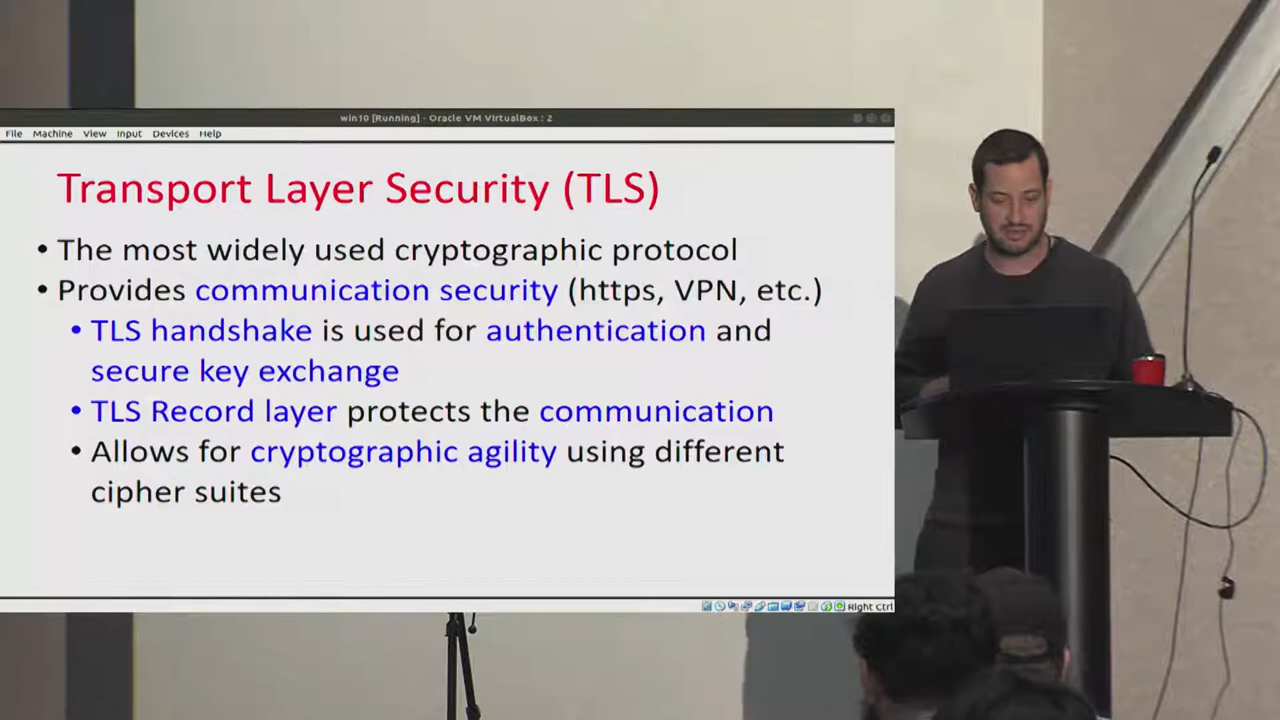 win10 [Running] - Oracle VM VirtualBox : 2
File Machine View Input Devices Help
Transport Layer Security (TLS)
• The most widely used cryptographic protocol
• Provides communication security (https, VPN, etc.)
• TLS handshake is used for authentication and
secure key exchange
• TLS Record layer protects the communication
• Allows for cryptographic agility using different
cipher suites
Right Ctrl